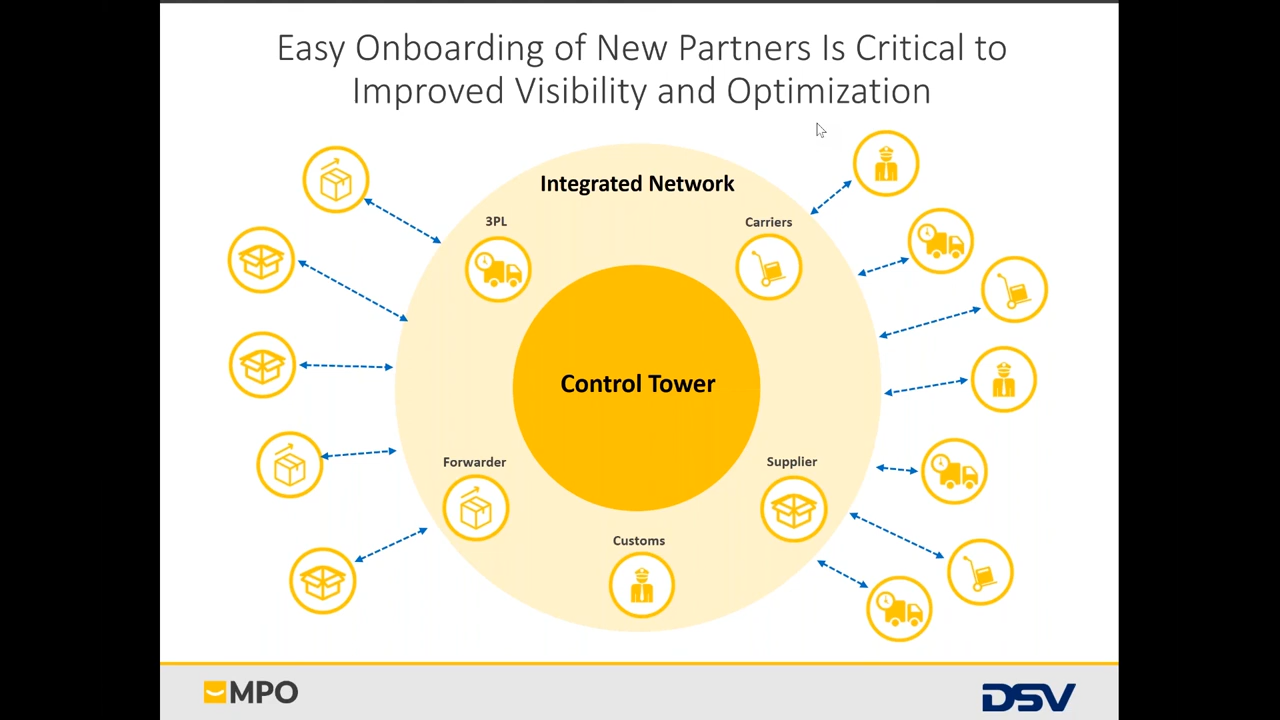 Easy Onboarding of New Partners Is Critical to
Improved Visibility and Optimization
Integrated Network
3PL
Carriers
Control Tower
Forwarder
Supplier
Customs
MPO
DSV